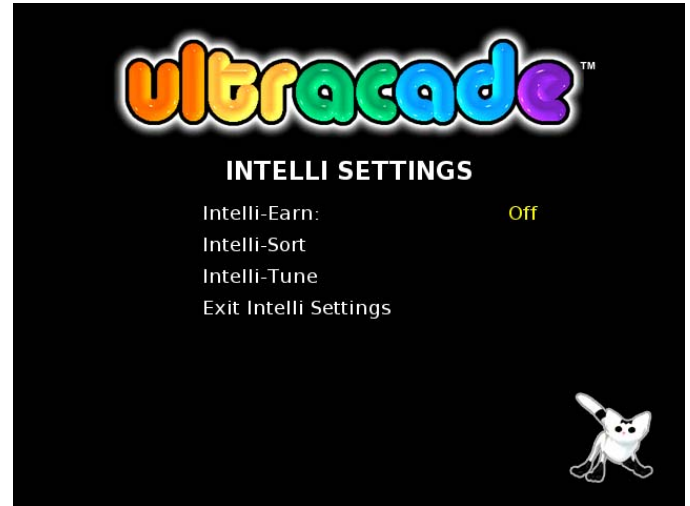 ultracade™
INTELLI SETTINGS
Intelli-Earn: Off
Intelli-Sort
Intelli-Tune
Exit Intelli Settings